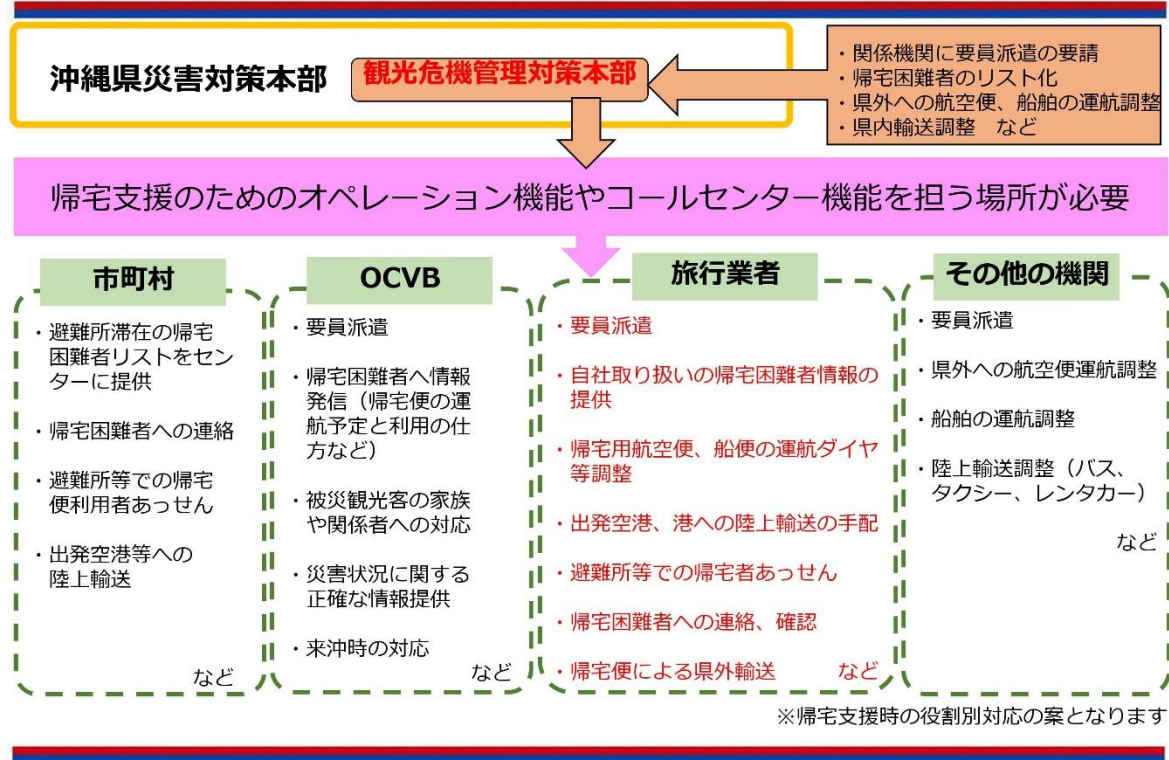 沖縄県災害対策本部
観光危機管理対策本部
・関係機関に要員派遣の要請
・帰宅困難者のリスト化
・県外への航空便、船舶の運航調整
・県内輸送調整　など
帰宅支援のためのオペレーション機能やコールセンター機能を担う場所が必要
市町村
・避難所滞在の帰宅
困難者リストをセン
ターに提供
・帰宅困難者への連絡
・避難所等での帰宅
便利用者あっせん
・出発空港等への
陸上輸送
など
OCVB
・要員派遣
・帰宅困難者へ情報
発信（帰宅便の運
航予定と利用の仕
方など）
・被災観光客の家族
や関係者への対応
・災害状況に関する
正確な情報提供
・来沖時の対応
など
旅行業者
・要員派遣
・自社取り扱いの帰宅困難者情報の
提供
・帰宅用航空便、船便の運航ダイヤ
等調整
・出発空港、港への陸上輸送の手配
・避難所等での帰宅者あっせん
・帰宅困難者への連絡、確認
・帰宅便による県外輸送　など
その他の機関
・要員派遣
・県外への航空便運航調整
・船舶の運航調整
・陸上輸送調整（バス、
タクシー、レンタカー）
など
※帰宅支援時の役割別対応の案となります